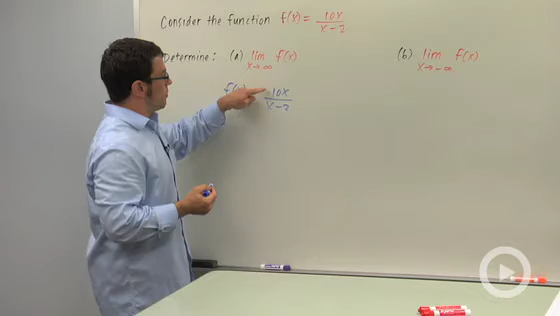 Consider the function f(x) = 10x / x-2
Determine: (a) lim x→∞ f(x) (b) lim x→-∞ f(x)
10x / x-2